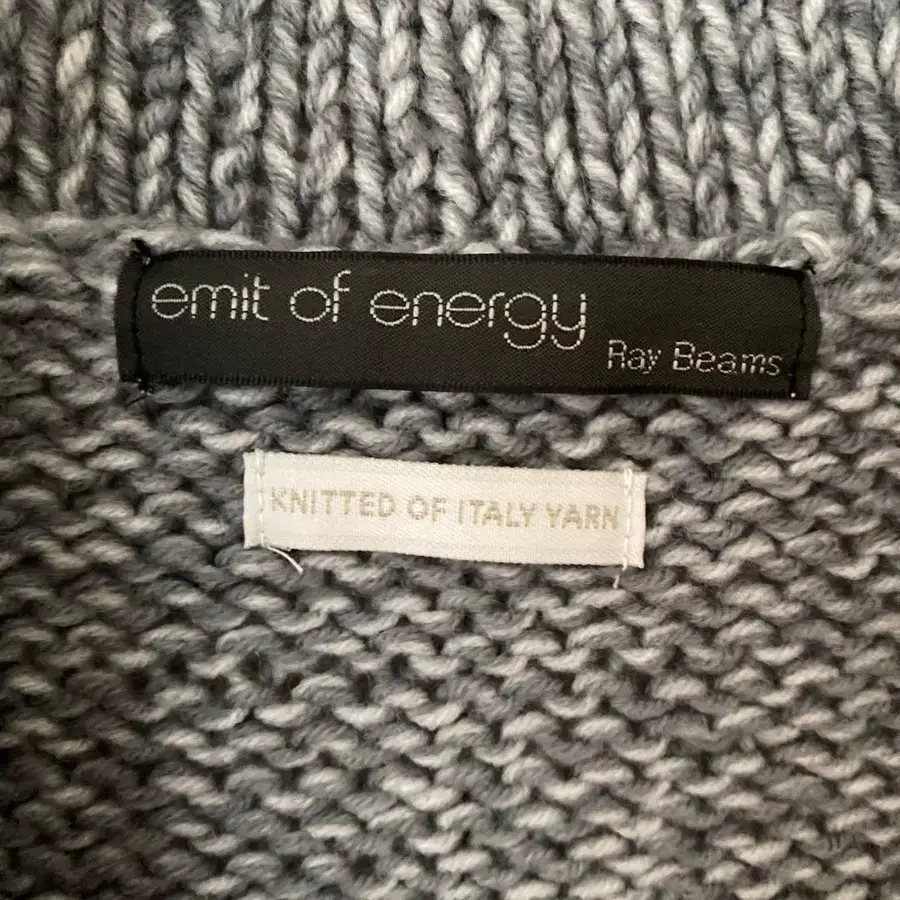 emit of energy
Ray Beams
KNITTED OF ITALY YARN